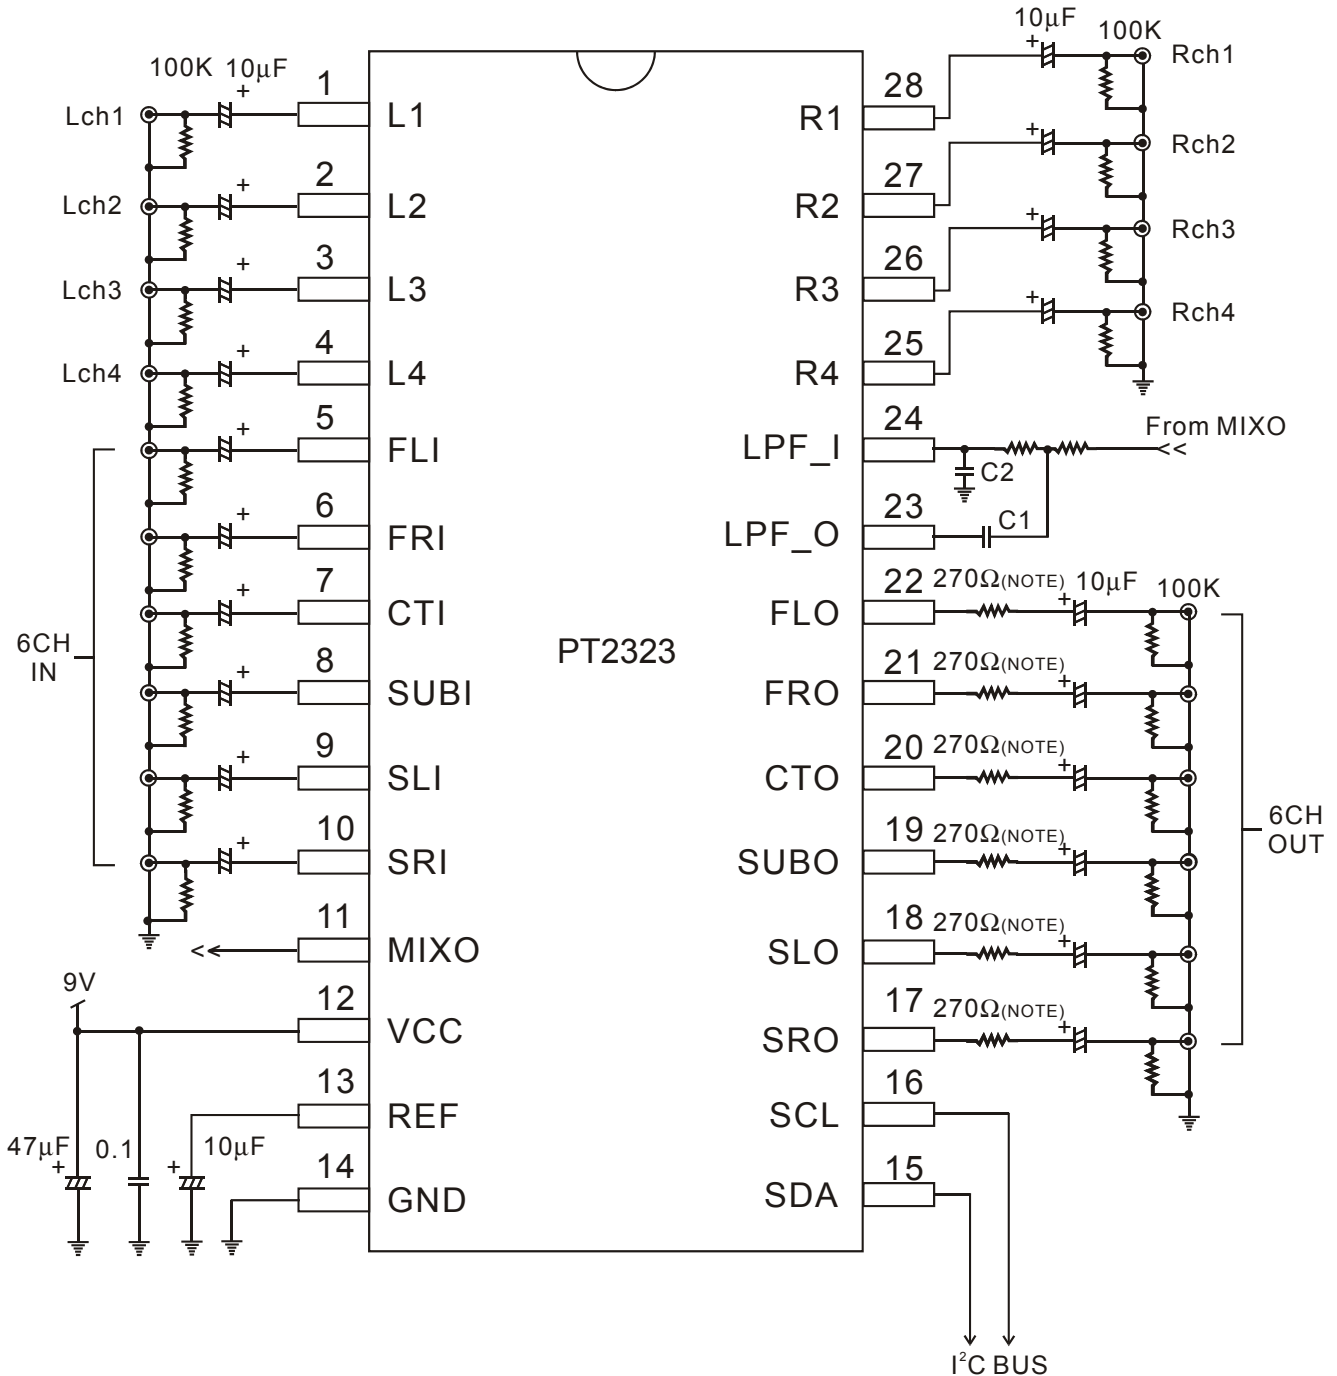 10μF
100K
Rch1
100K
10μF
+
1
28
+
Lch1
L1
R1
+
Rch2
2
27
+
Lch2
L2
R2
+
Rch3
3
26
+
Lch3
L3
R3
+
Rch4
4
25
+
Lch4
L4
R4
5
24
From MIXO
+
FLI
LPF_I
<<
C2
6
23
+
FRI
LPF_O
C1
7
22
270Ω(NOTE)
10μF
100K
+
+
CTI
FLO
6CH
IN
PT2323
8
21
270Ω(NOTE)
+
+
SUBI
FRO
9
20
270Ω(NOTE)
+
+
SLI
CTO
6CH
OUT
10
19
270Ω(NOTE)
+
+
SRI
SUBO
11
18
270Ω(NOTE)
+
<
MIXO
SLO
9V
12
17
270Ω(NOTE)
+
VCC
SRO
13
16
REF
SCL
47μF
+
0.1
10μF
+
14
15
GND
SDA
I²C BUS